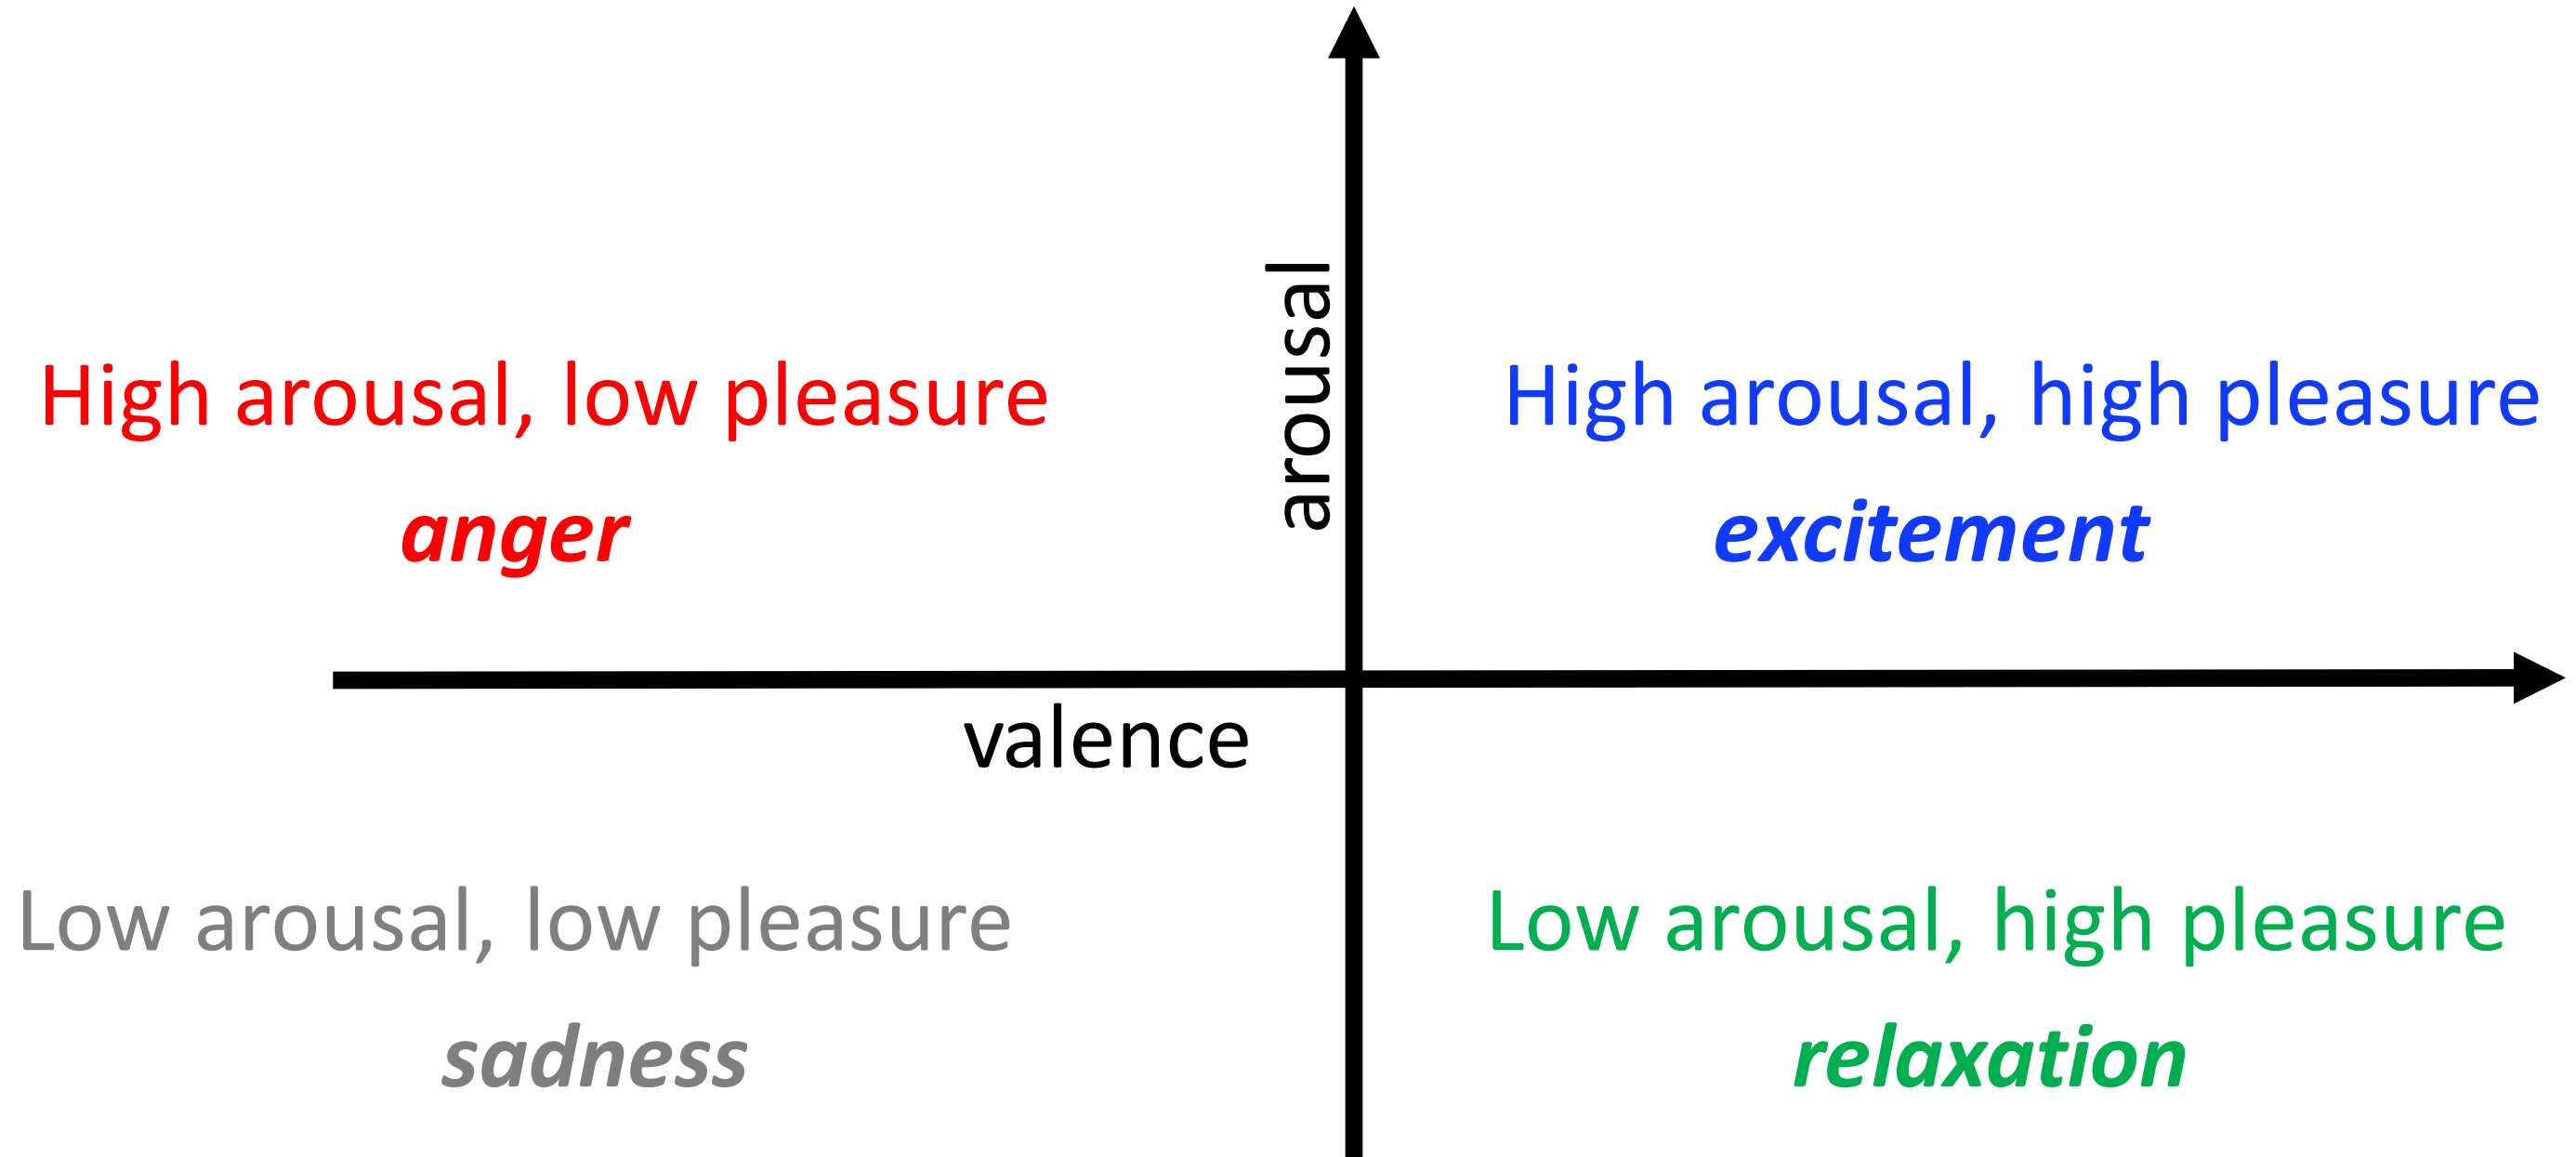 arousal
High arousal, low pleasure
anger
High arousal, high pleasure
excitement
valence
Low arousal, low pleasure
sadness
Low arousal, high pleasure
relaxation